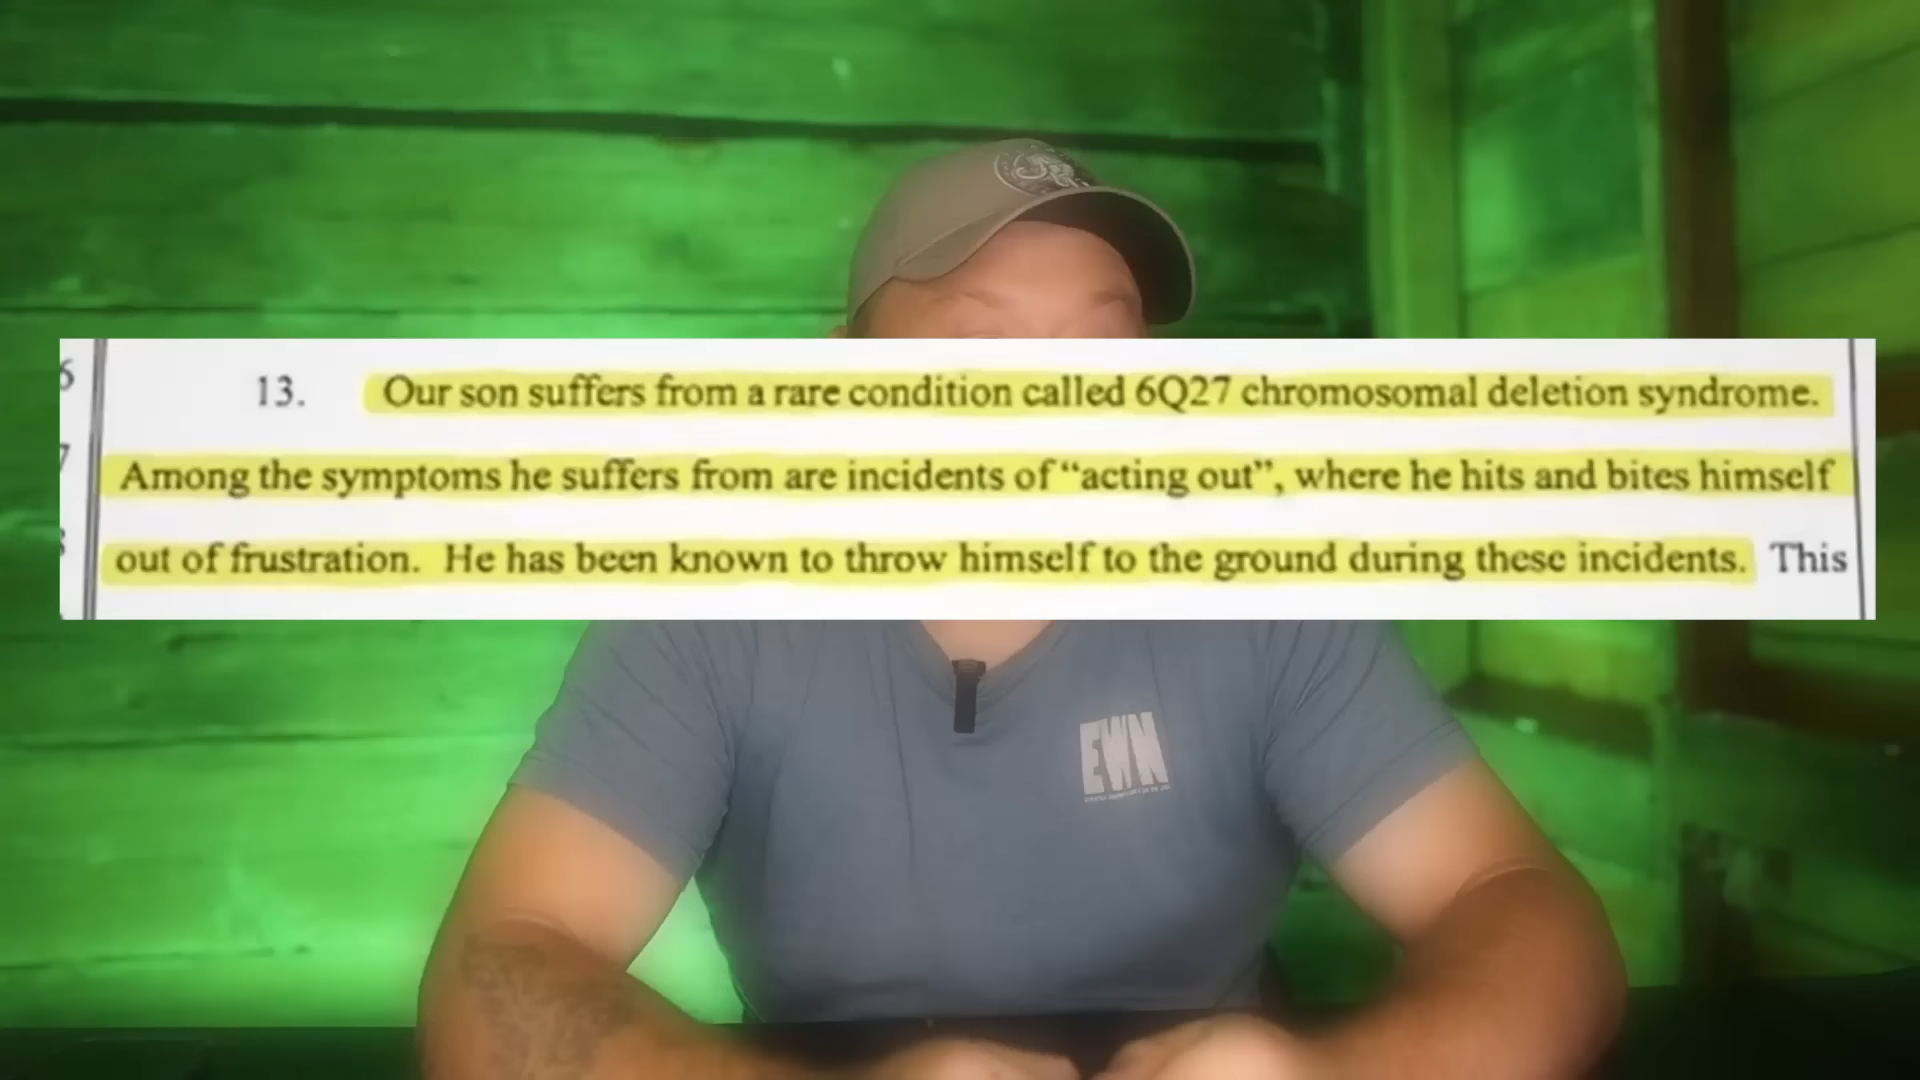 6
13. Our son suffers from a rare condition called 6Q27 chromosomal deletion syndrome.
7
Among the symptoms he suffers from are incidents of “acting out”, where he hits and bites himself
out of frustration. He has been known to throw himself to the ground during these incidents. This
EWN